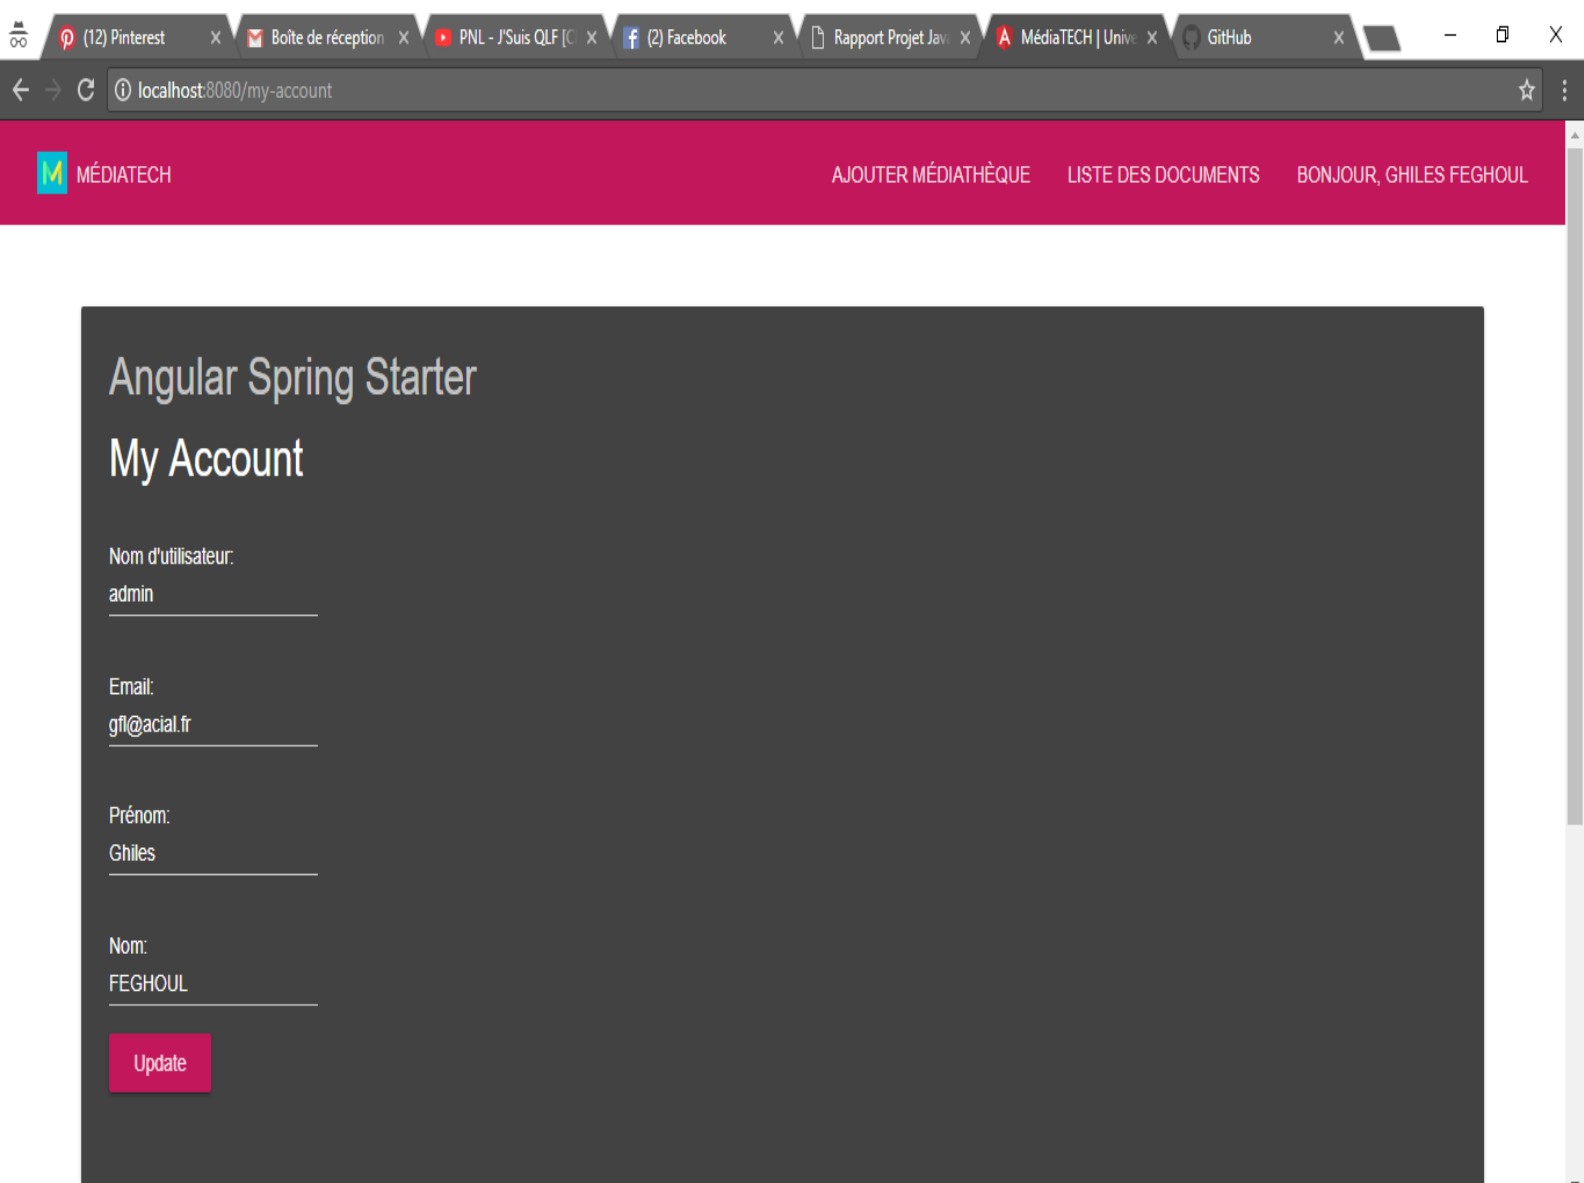 (12) Pinterest
Boîte de réception
PNL - J'Suis QLF [C
(2) Facebook
Rapport Projet Jav
MédiaTECH | Unive
GitHub
localhost:8080/my-account
M MÉDIATECH
AJOUTER MÉDIATHÈQUE
LISTE DES DOCUMENTS
BONJOUR, GHILES FEGHOUL
Angular Spring Starter
My Account
Nom d'utilisateur:
admin
Email:
gfl@acial.fr
Prénom:
Ghiles
Nom:
FEGHOUL
Update